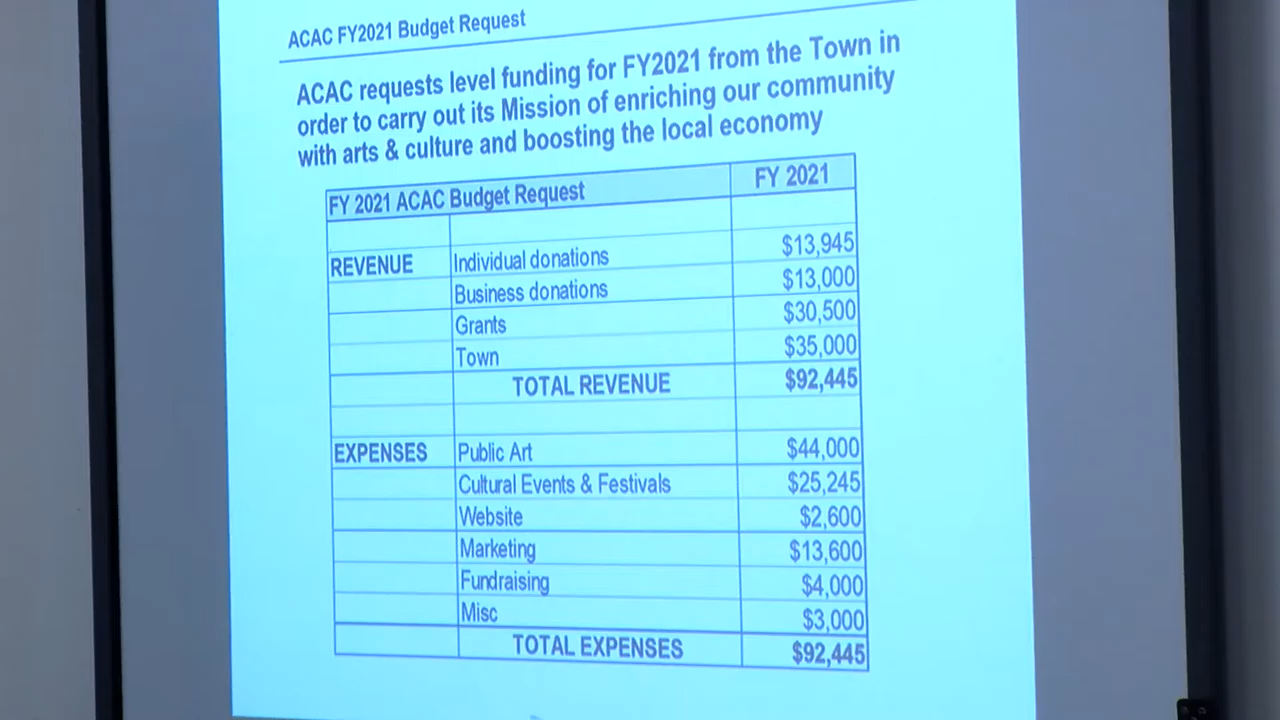 ACAC FY2021 Budget Request
ACAC requests level funding for FY2021 from the Town in
order to carry out its Mission of enriching our community
with arts & culture and boosting the local economy
FY 2021 ACAC Budget Request FY 2021
REVENUE Individual donations $13,945
Business donations $13,000
Grants $30,500
Town $35,000
TOTAL REVENUE $92,445
EXPENSES Public Art $44,000
Cultural Events & Festivals $25,245
Website $2,600
Marketing $13,600
Fundraising $4,000
Misc $3,000
TOTAL EXPENSES $92,445